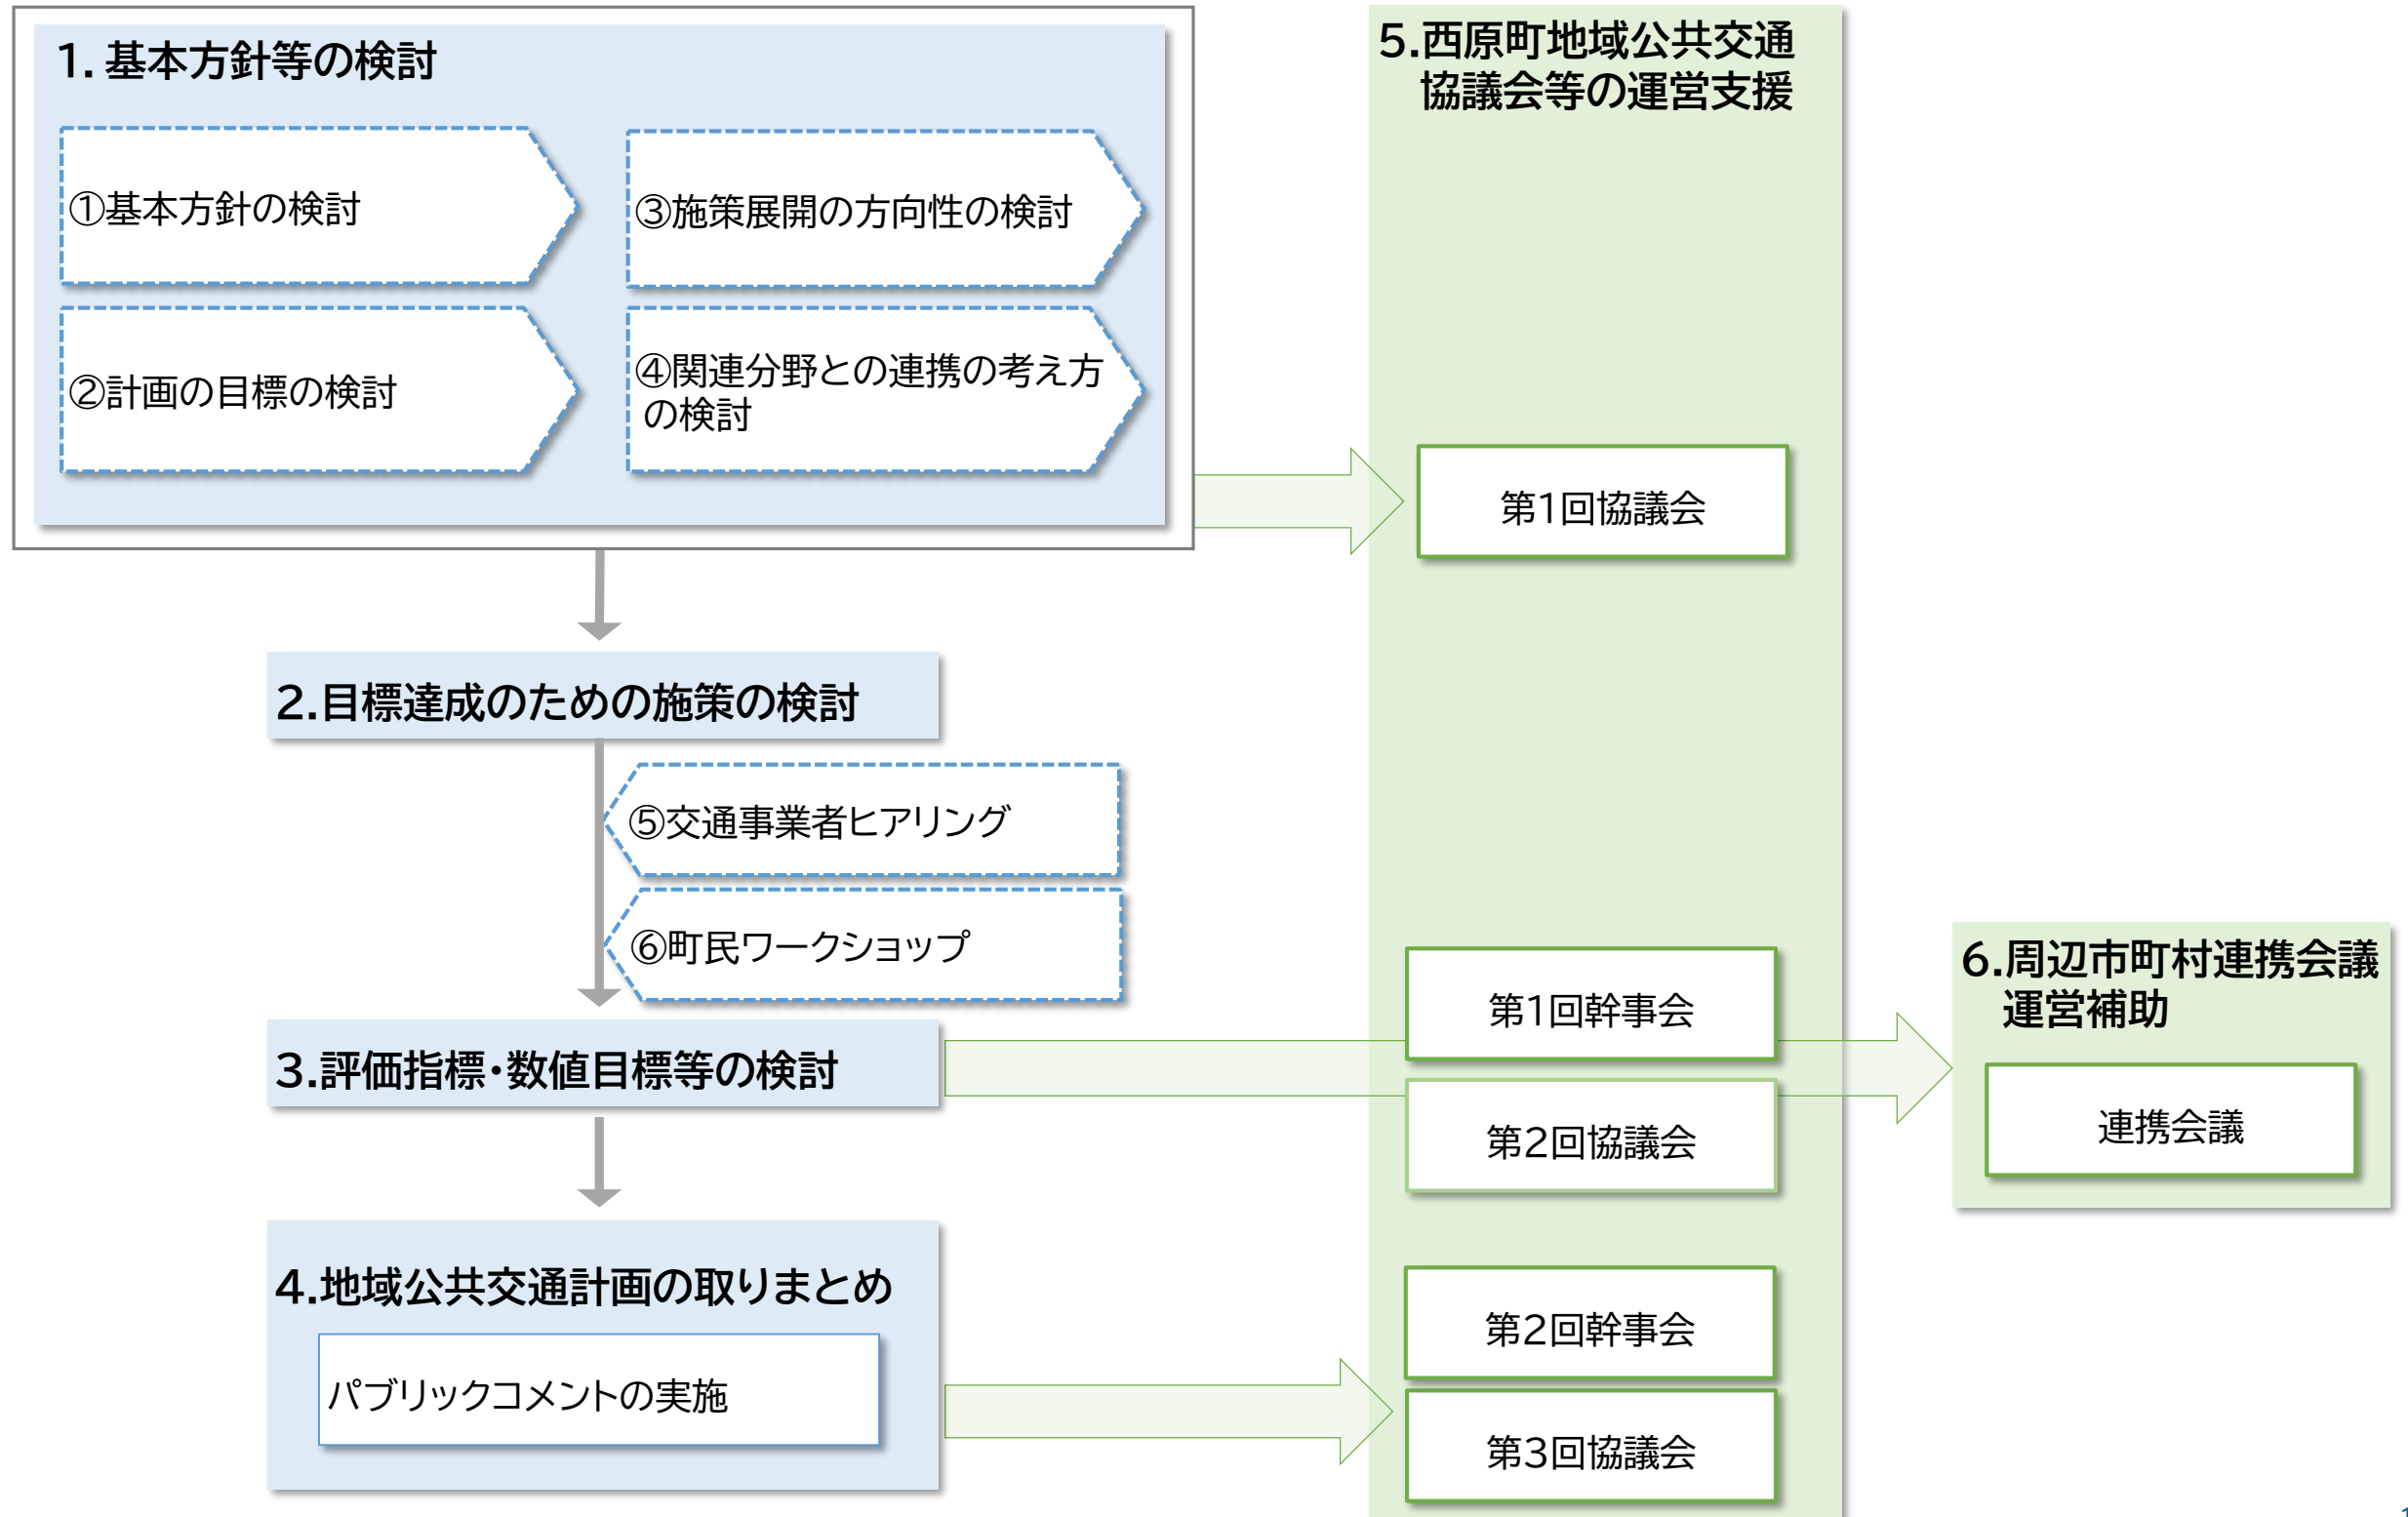 1. 基本方針等の検討
①基本方針の検討
②計画の目標の検討
③施策展開の方向性の検討
④関連分野との連携の考え方
の検討
2.目標達成のための施策の検討
⑤交通事業者ヒアリング
⑥町民ワークショップ
3.評価指標・数値目標等の検討
4.地域公共交通計画の取りまとめ
パブリックコメントの実施
5.西原町地域公共交通
協議会等の運営支援
第1回協議会
第1回幹事会
第2回協議会
第2回幹事会
第3回協議会
6.周辺市町村連携会議
運営補助
連携会議